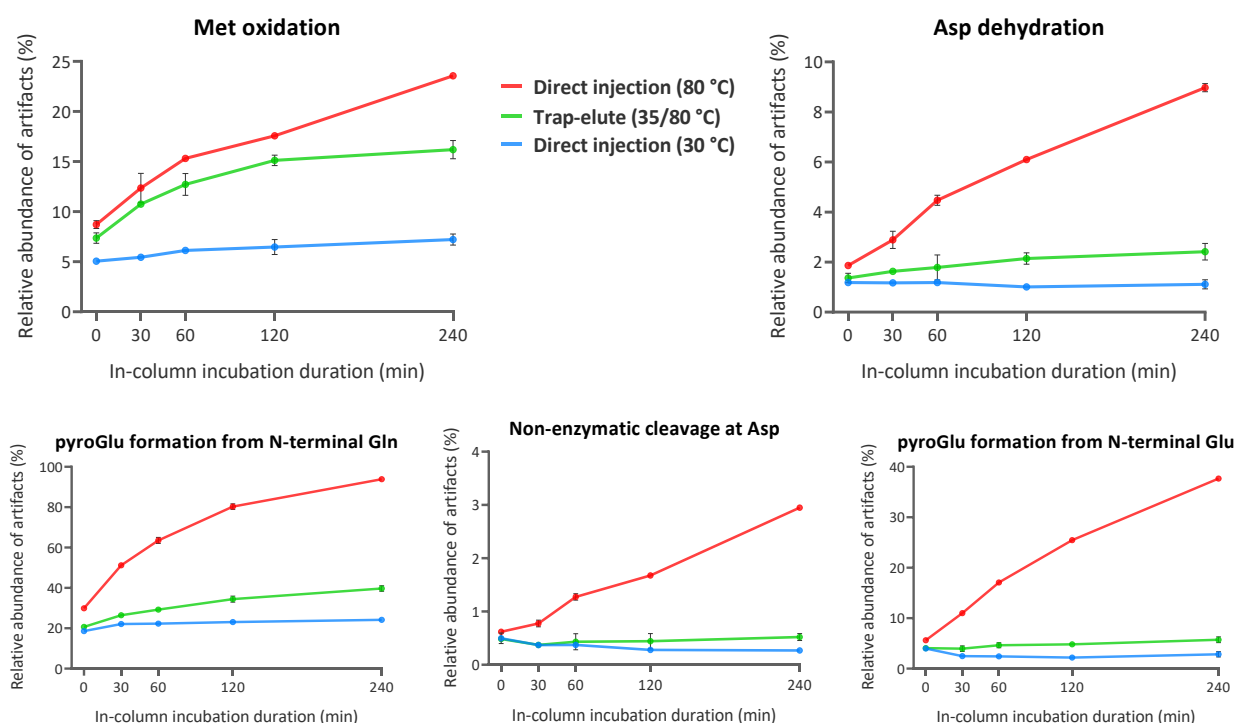 Met oxidation
Relative abundance of artifacts (%)
25
20
15
10
5
0
0 30 60 120 240
In-column incubation duration (min)
Direct injection (80 °C)
Trap-elute (35/80 °C)
Direct injection (30 °C)
Asp dehydration
Relative abundance of artifacts (%)
10
8
6
4
2
0
0 30 60 120 240
In-column incubation duration (min)
pyroGlu formation from N-terminal Gln
Relative abundance of artifacts (%)
100
80
60
40
20
0
0 30 60 120 240
In-column incubation duration (min)
Non-enzymatic cleavage at Asp
Relative abundance of artifacts (%)
4
3
2
1
0
0 30 60 120 240
In-column incubation duration (min)
pyroGlu formation from N-terminal Glu
Relative abundance of artifacts (%)
40
30
20
10
0
0 30 60 120 240
In-column incubation duration (min)